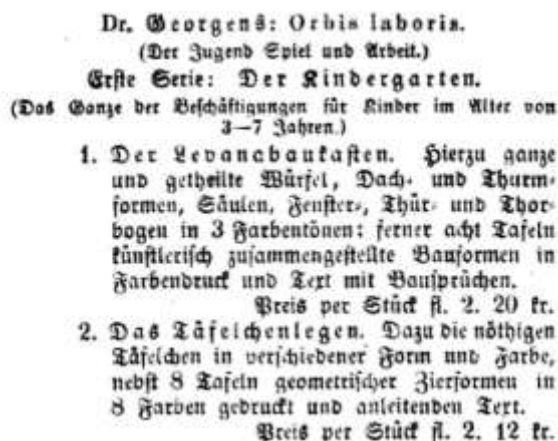 Dr. Georgens: Orbis laboris.
(Der Jugend Spiel und Arbeit.)
Erste Serie: Der Kindergarten.
(Das Ganze der Beschäftigungen für Kinder im Alter von
3—7 Jahren.)
1. Der Levanabaukasten. Hierzu ganze
und getheilte Würfel, Dach- und Thurm-
formen, Säulen, Fenster-, Thür- und Thor-
bogen in 3 Farbentönen; ferner acht Tafeln
künstlerisch zusammengestellte Bauformen in
Farbendruck und Text mit Bausprüchen.
Preis per Stück fl. 2. 20 kr.
2. Das Täfelchenlegen. Dazu die nöthigen
Täfelchen in verschiedener Form und Farbe,
nebst 8 Tafeln geometrischer Zierformen in
8 Farben gedruckt und anleitenden Text.
Preis per Stück fl. 2. 12 kr.